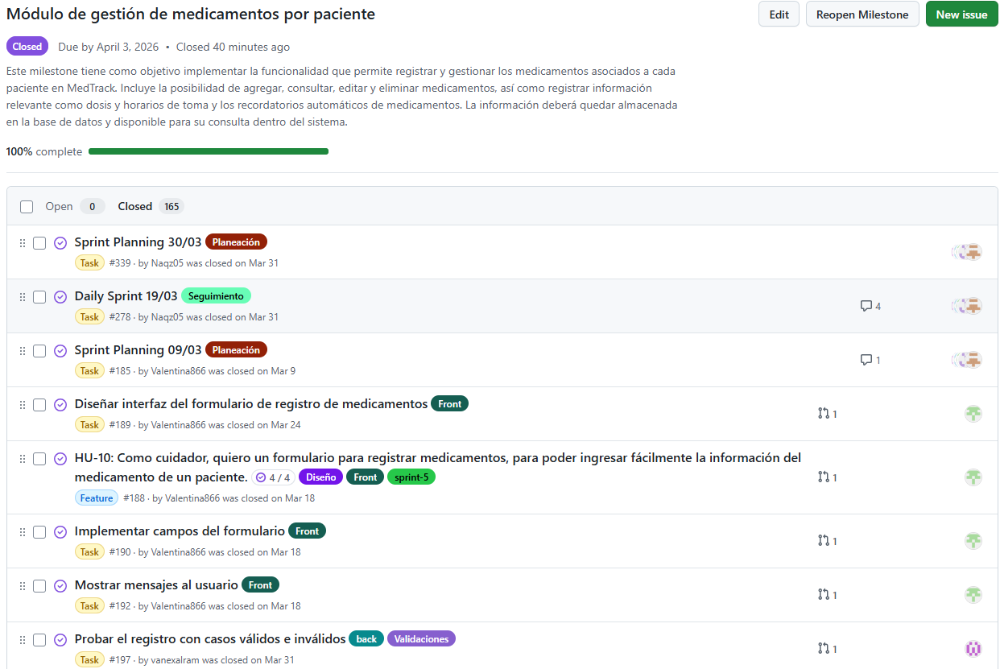 Módulo de gestión de medicamentos por paciente
Edit
Reopen Milestone
New issue
Closed Due by April 3, 2026 • Closed 40 minutes ago
Este milestone tiene como objetivo implementar la funcionalidad que permite registrar y gestionar los medicamentos asociados a cada
paciente en MedTrack. Incluye la posibilidad de agregar, consultar, editar y eliminar medicamentos, así como registrar información
relevante como dosis y horarios de toma y los recordatorios automáticos de medicamentos. La información deberá quedar almacenada
en la base de datos y disponible para su consulta dentro del sistema.
100% complete
Open 0 Closed 165
Sprint Planning 30/03 Planeación
Task #339 · by Naqz05 was closed on Mar 31
Daily Sprint 19/03 Seguimiento
4
Task #278 · by Naqz05 was closed on Mar 31
Sprint Planning 09/03 Planeación
1
Task #185 · by Valentina866 was closed on Mar 9
Diseñar interfaz del formulario de registro de medicamentos Front
1
Task #189 · by Valentina866 was closed on Mar 24
HU-10: Como cuidador, quiero un formulario para registrar medicamentos, para poder ingresar fácilmente la información del
medicamento de un paciente. 4 / 4 Diseño Front sprint-5
1
Feature #188 · by Valentina866 was closed on Mar 18
Implementar campos del formulario Front
1
Task #190 · by Valentina866 was closed on Mar 18
Mostrar mensajes al usuario Front
1
Task #192 · by Valentina866 was closed on Mar 18
Probar el registro con casos válidos e inválidos back Validaciones
1
Task #197 · by vanexalram was closed on Mar 31